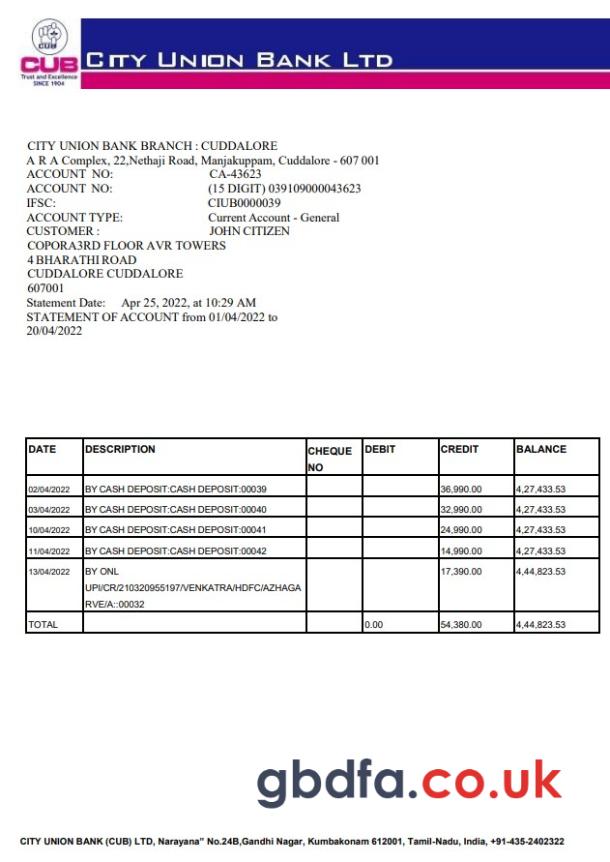 CUB
CUB
Trust and Excellence
SINCE 1904
CITY UNION BANK LTD
CITY UNION BANK BRANCH : CUDDALORE
A R A Complex, 22,Nethaji Road, Manjakuppam, Cuddalore - 607 001
ACCOUNT NO: CA-43623
ACCOUNT NO: (15 DIGIT) 039109000043623
IFSC: CIUB0000039
ACCOUNT TYPE: Current Account - General
CUSTOMER : JOHN CITIZEN
COPORA3RD FLOOR AVR TOWERS
4 BHARATHI ROAD
CUDDALORE CUDDALORE
607001
Statement Date: Apr 25, 2022, at 10:29 AM
STATEMENT OF ACCOUNT from 01/04/2022 to
20/04/2022
DATE DESCRIPTION CHEQUE NO DEBIT CREDIT BALANCE
02/04/2022 BY CASH DEPOSIT:CASH DEPOSIT:00039 36,990.00 4,27,433.53
03/04/2022 BY CASH DEPOSIT:CASH DEPOSIT:00040 32,990.00 4,27,433.53
10/04/2022 BY CASH DEPOSIT:CASH DEPOSIT:00041 24,990.00 4,27,433.53
11/04/2022 BY CASH DEPOSIT:CASH DEPOSIT:00042 14,990.00 4,27,433.53
13/04/2022 BY ONL 17,390.00 4,44,823.53
UPI/CR/210320955197/VENKATRA/HDFC/AZHAGA
RVE/A::00032
TOTAL 0.00 54,380.00 4,44,823.53
gbdfa.co.uk
CITY UNION BANK (CUB) LTD, Narayana" No.24B,Gandhi Nagar, Kumbakonam 612001, Tamil-Nadu, India, +91-435-2402322